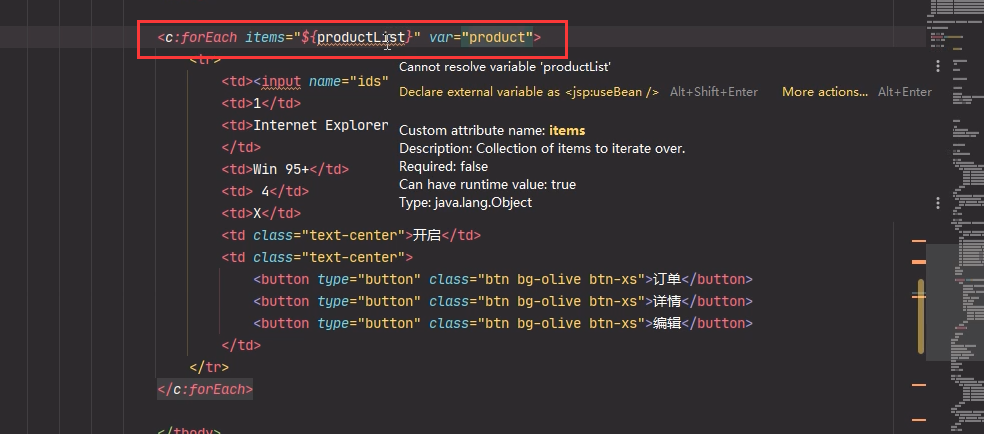 <c:forEach items="${productList}" var="product">
<tr>
Cannot resolve variable 'productList'
<td><input name="ids"
Declare external variable as <jsp:useBean /> Alt+Shift+Enter More actions... Alt+Enter
<td>1</td>
<td>Internet Explorer
Custom attribute name: items
</td>
Description: Collection of items to iterate over.
<td>Win 95+</td>
Required: false
<td> 4</td>
Can have runtime value: true
<td>X</td>
Type: java.lang.Object
<td class="text-center">开启</td>
<td class="text-center">
<button type="button" class="btn bg-olive btn-xs">订单</button>
<button type="button" class="btn bg-olive btn-xs">详情</button>
<button type="button" class="btn bg-olive btn-xs">编辑</button>
</td>
</tr>
</c:forEach>
</tbody>